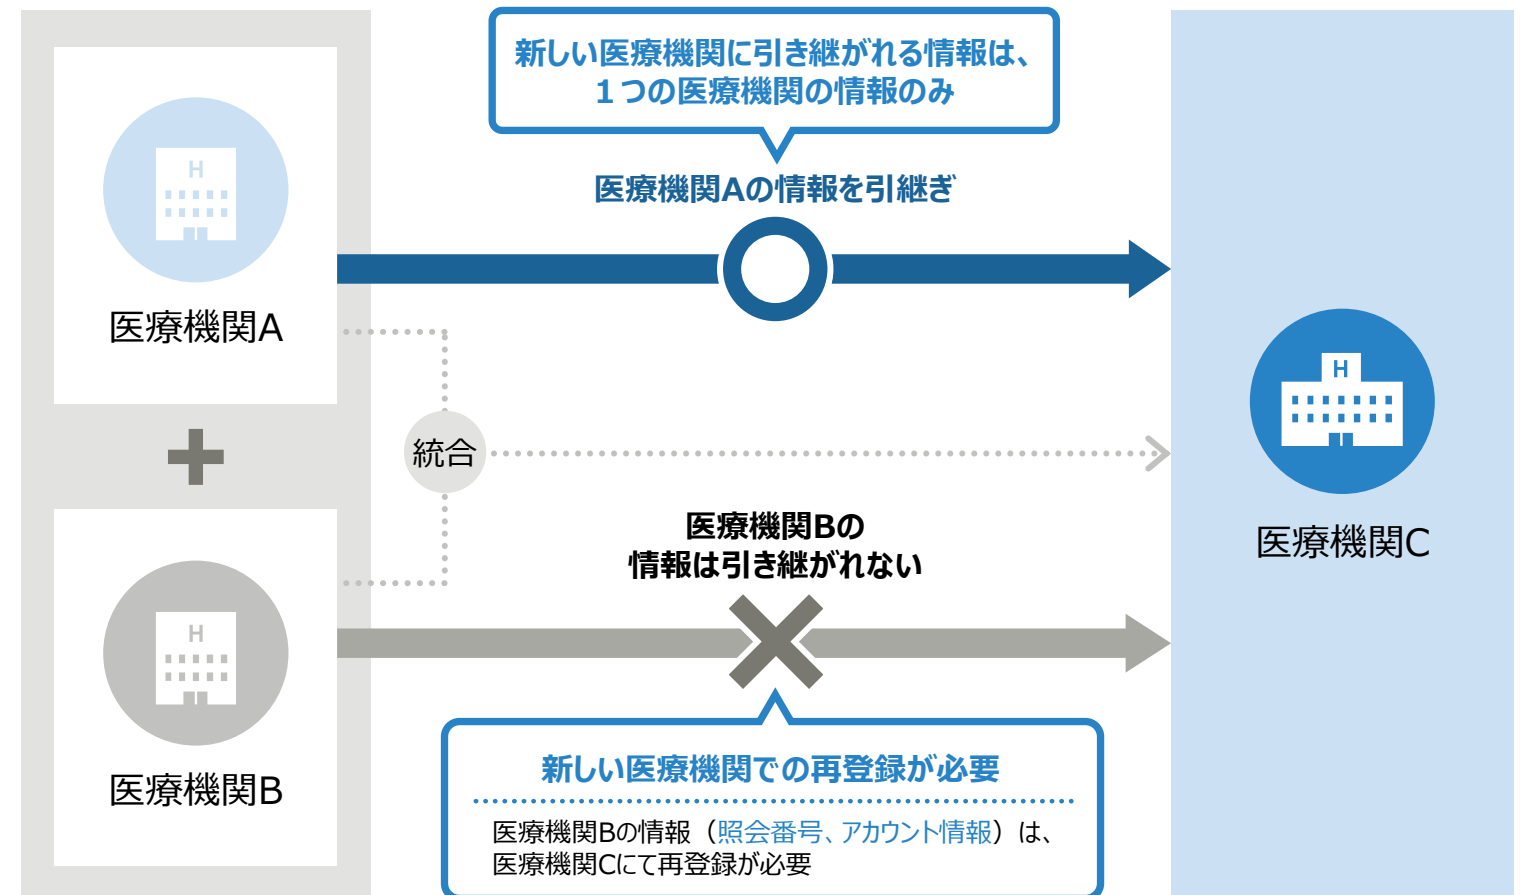 新しい医療機関に引き継がれる情報は、
１つの医療機関の情報のみ
医療機関Aの情報を引継ぎ
H
医療機関A
統合
H
医療機関C
医療機関Bの
情報は引き継がれない
H
医療機関B
新しい医療機関での再登録が必要
医療機関Bの情報（照会番号、アカウント情報）は、
医療機関Cにて再登録が必要